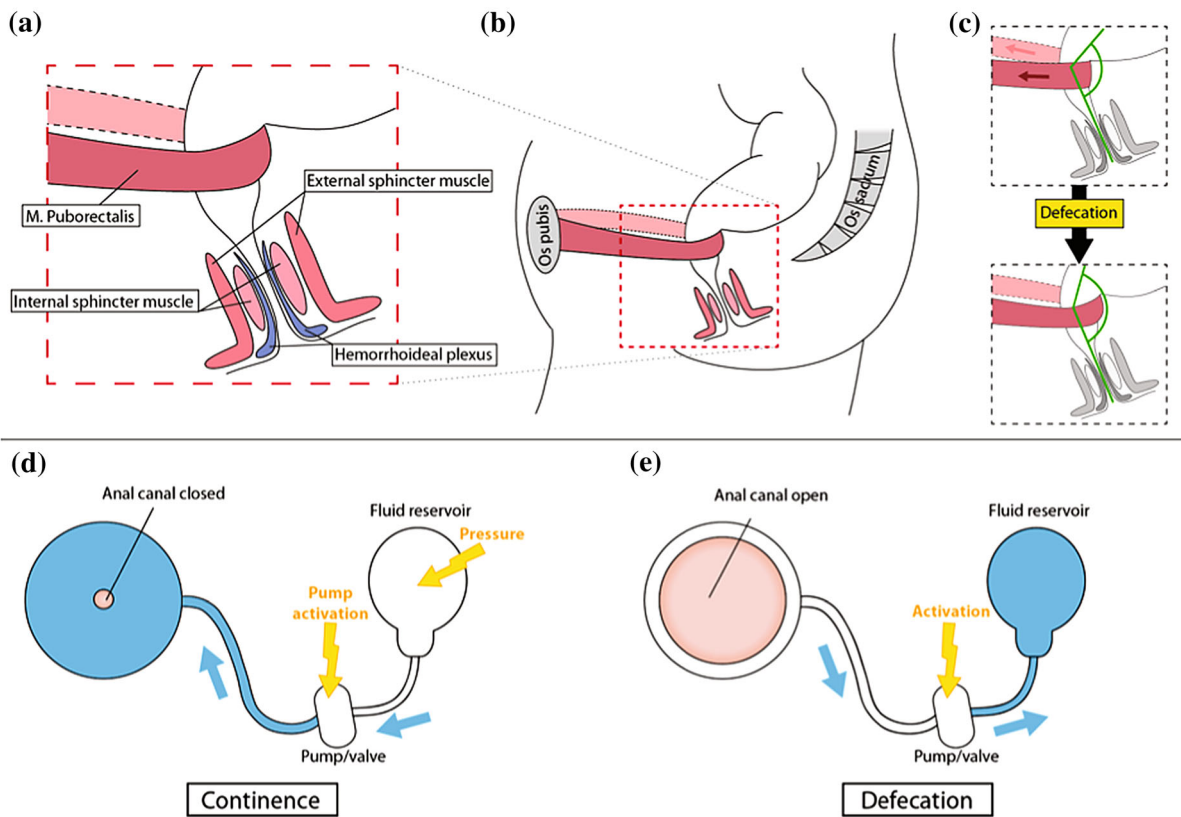 (a)
(b)
(c)
External sphincter muscle
M. Puborectalis
Internal sphincter muscle
Hemorrhoideal plexus
Os pubis
Os sacrum
Defecation
(d)
(e)
Anal canal closed
Fluid reservoir
Pressure
Pump
activation
Pump/valve
Continence
Anal canal open
Fluid reservoir
Activation
Pump/valve
Defecation